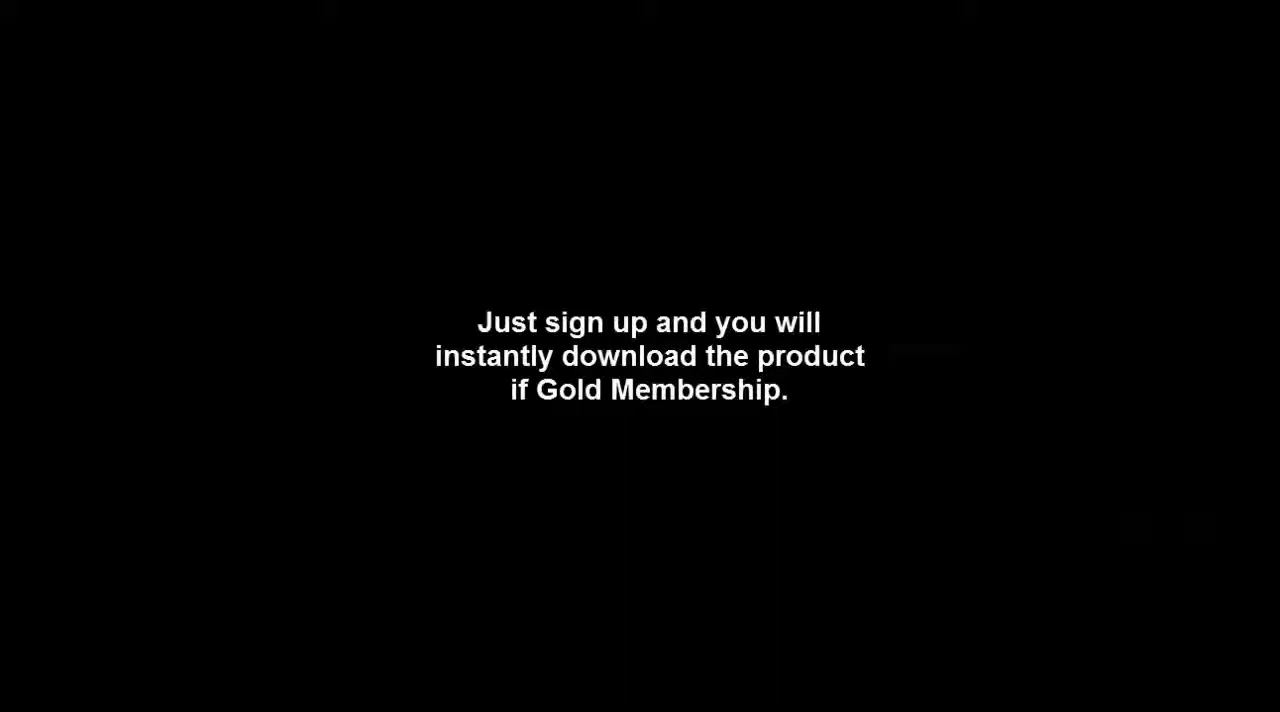 Just sign up and you will
instantly download the product
if Gold Membership.